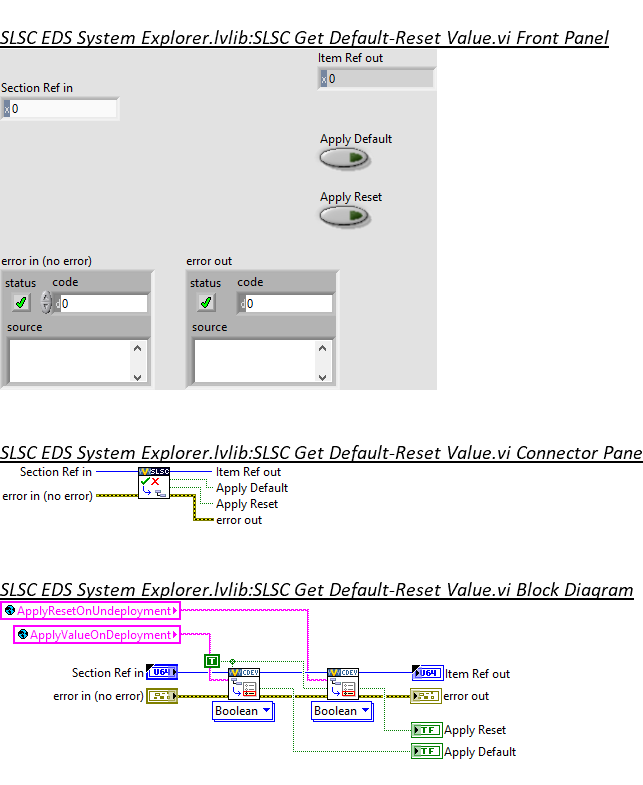 SLSC EDS System Explorer.lvlib:SLSC Get Default-Reset Value.vi Front Panel
Item Ref out
x 0
Section Ref in
x 0
Apply Default
Apply Reset
error in (no error)
error out
status code
d 0
source
status code
d 0
source
SLSC EDS System Explorer.lvlib:SLSC Get Default-Reset Value.vi Connector Pane
Section Ref in
SLSC
Item Ref out
Apply Default
error in (no error)
Apply Reset
error out
SLSC EDS System Explorer.lvlib:SLSC Get Default-Reset Value.vi Block Diagram
ApplyResetOnUndeployment
ApplyValueOnDeployment
T
Section Ref in
U64
CDEV
CDEV
U64
Item Ref out
error in (no error)
error out
Boolean
Boolean
TF
Apply Reset
TF
Apply Default